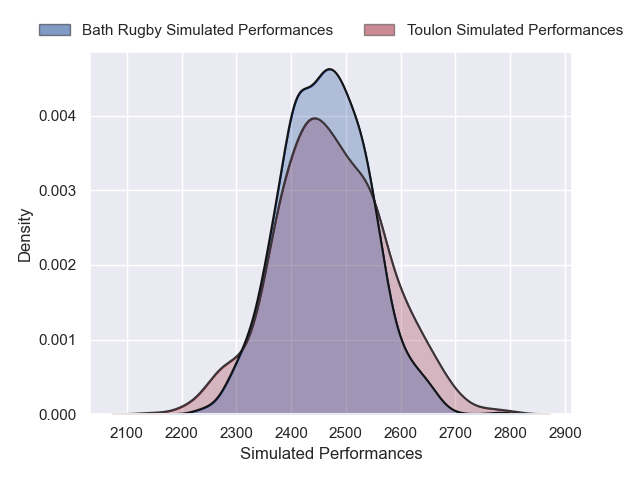 Bath Rugby Simulated Performances
Toulon Simulated Performances
Density
0.004
0.003
0.002
0.001
0.000
2100 2200 2300 2400 2500 2600 2700 2800 2900
Simulated Performances